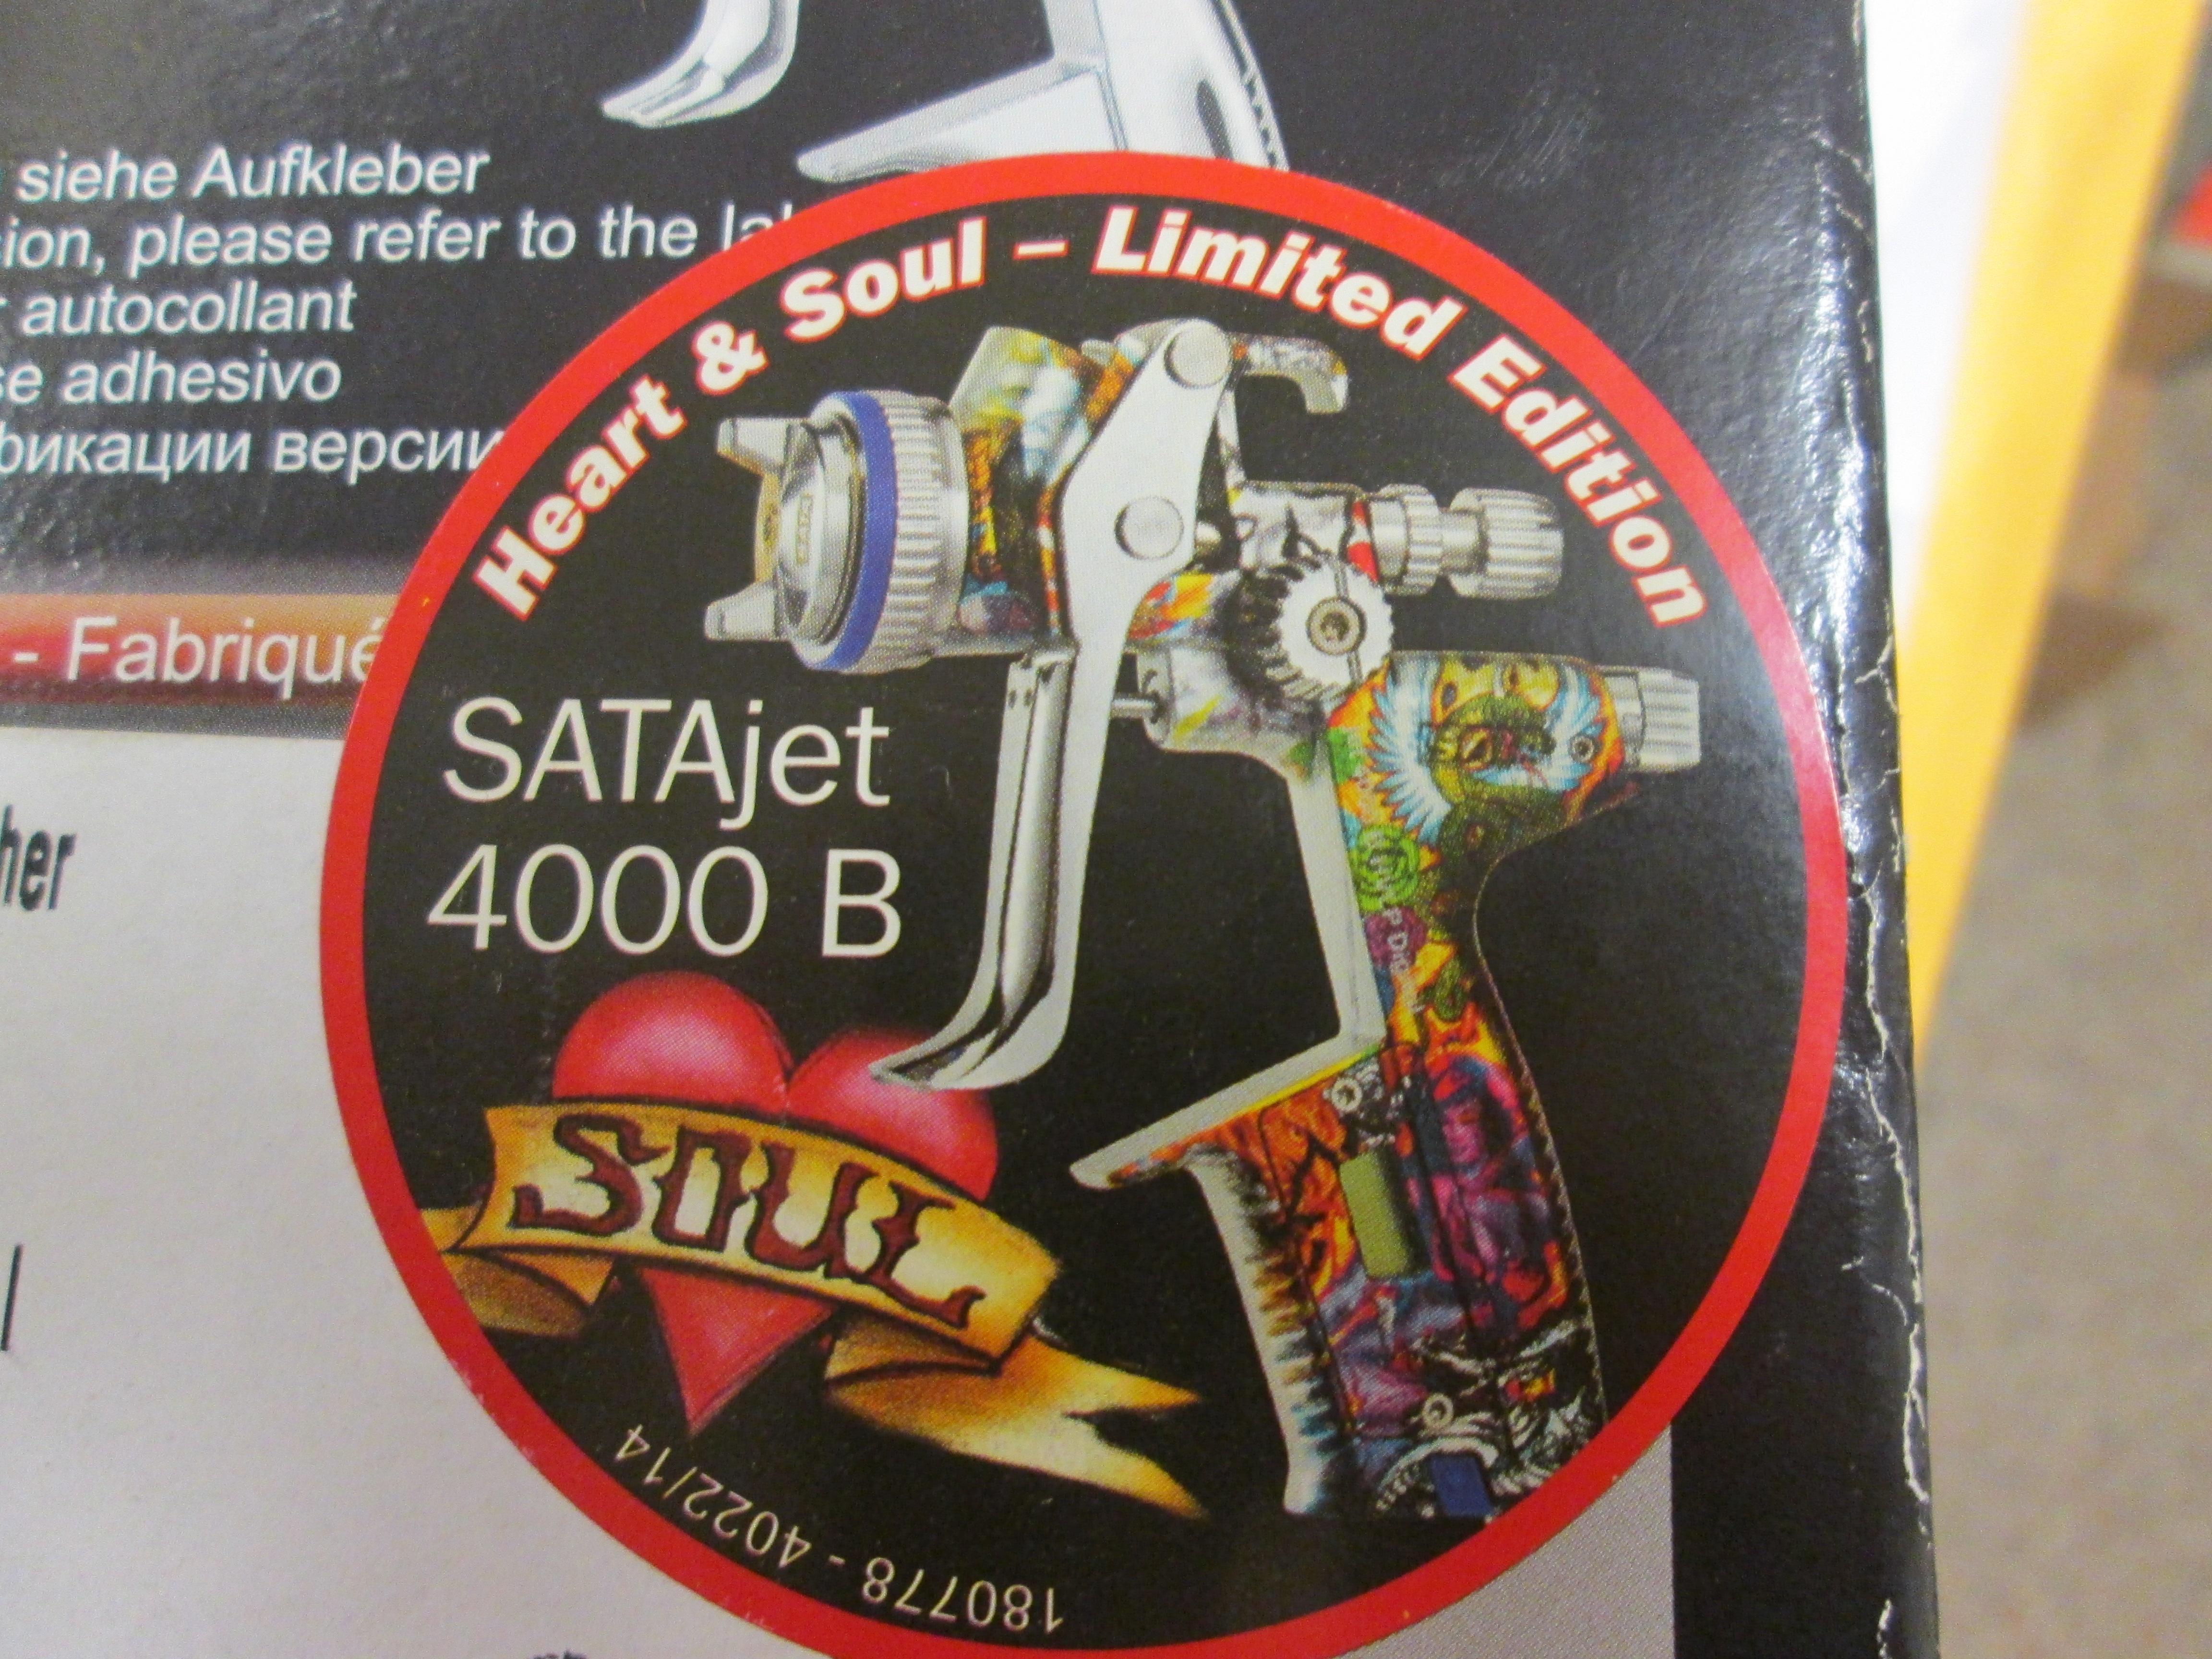 siehe Aufkleber
please refer to the
autocollant
adhesivo
версии
- Fabriqué
Heart & Soul – Limited Edition
SATAjet
4000 B
SOUL
180778 - 4022/14